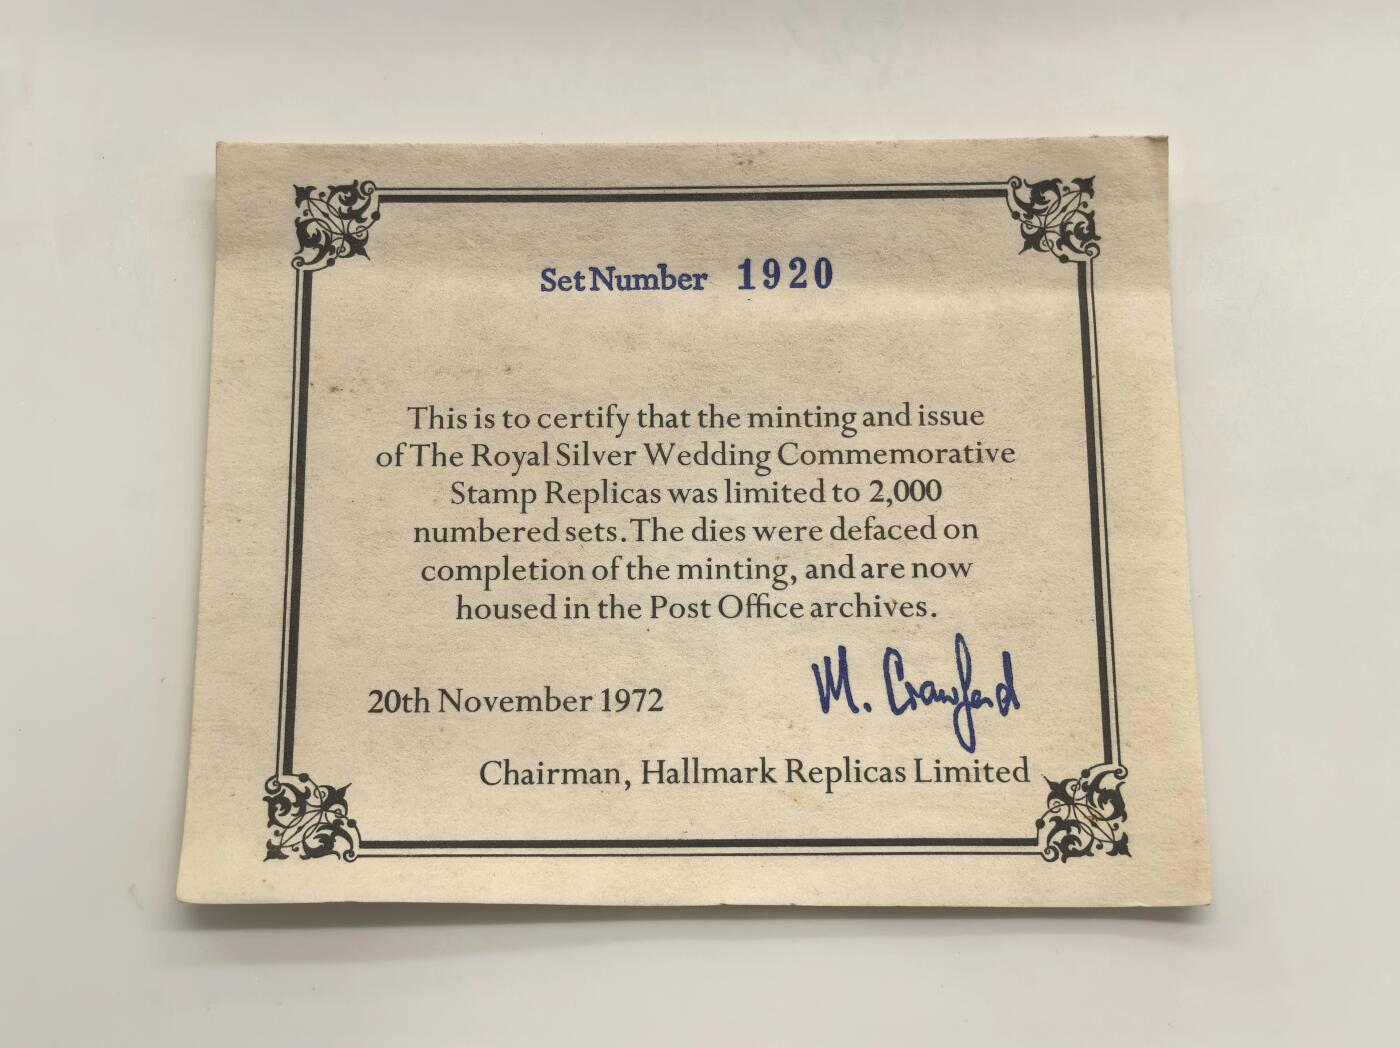 Set Number 1920
This is to certify that the minting and issue
of The Royal Silver Wedding Commemorative
Stamp Replicas was limited to 2,000
numbered sets. The dies were defaced on
completion of the minting, and are now
housed in the Post Office archives.
M. Crawford
20th November 1972
Chairman, Hallmark Replicas Limited